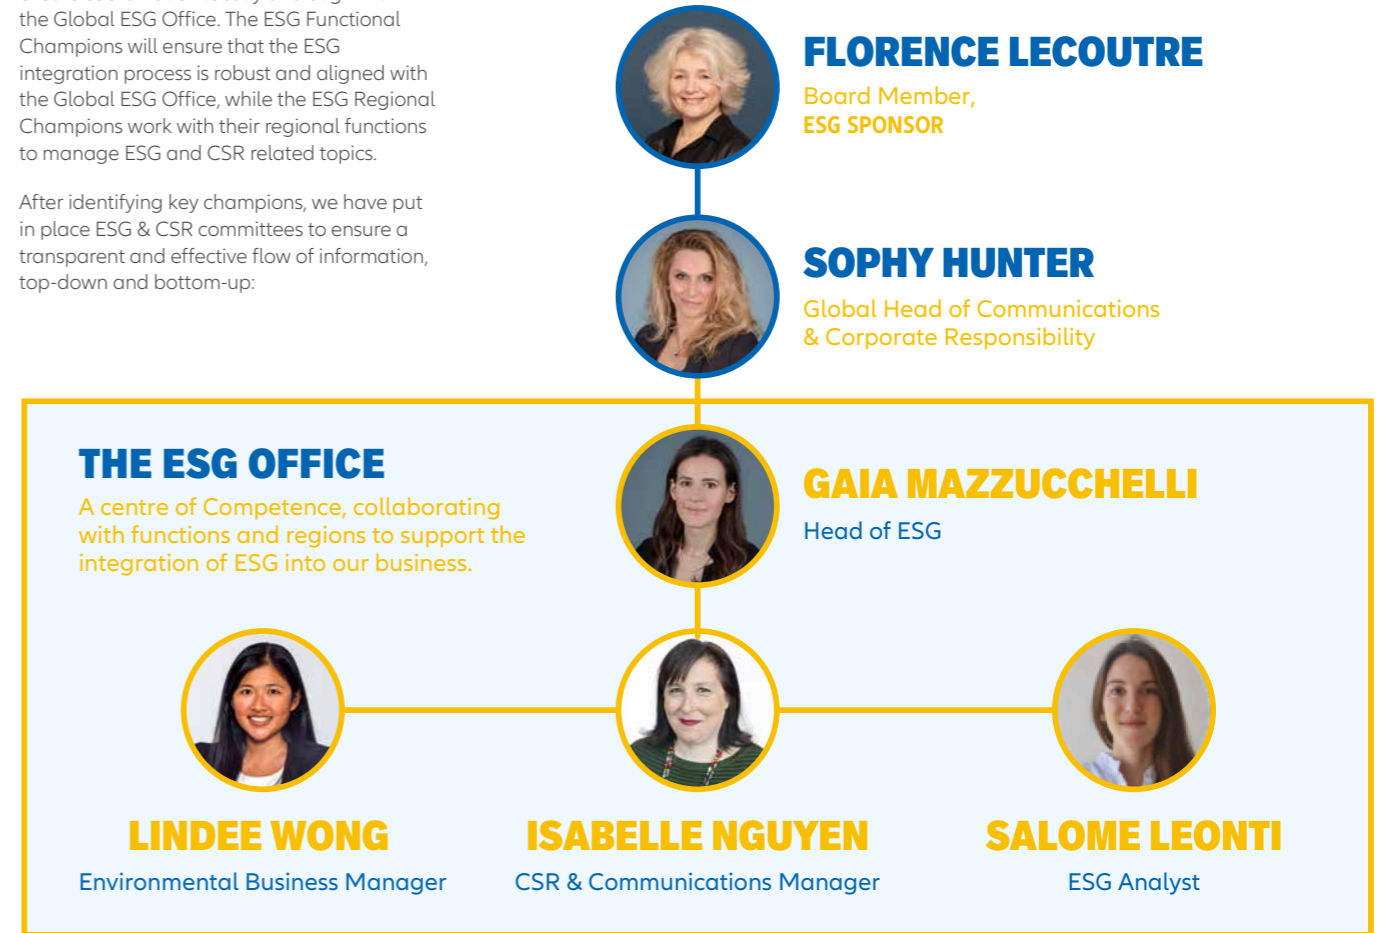 the Global ESG Office. The ESG Functional
Champions will ensure that the ESG
integration process is robust and aligned with
the Global ESG Office, while the ESG Regional
Champions work with their regional functions
to manage ESG and CSR related topics.
After identifying key champions, we have put
in place ESG & CSR committees to ensure a
transparent and effective flow of information,
top-down and bottom-up:
FLORENCE LECOUTRE
Board Member,
ESG SPONSOR
SOPHY HUNTER
Global Head of Communications
& Corporate Responsibility
THE ESG OFFICE
A centre of Competence, collaborating
with functions and regions to support the
integration of ESG into our business.
GAIA MAZZUCCHELLI
Head of ESG
LINDEE WONG
Environmental Business Manager
ISABELLE NGUYEN
CSR & Communications Manager
SALOME LEONTI
ESG Analyst